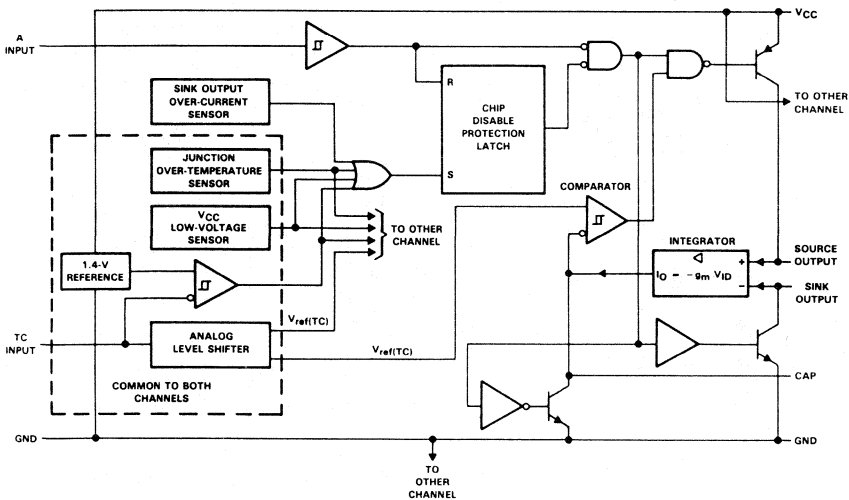 VCC
A
INPUT
TO OTHER
CHANNEL
SINK OUTPUT
OVER-CURRENT
SENSOR
R
CHIP
DISABLE
PROTECTION
LATCH
S
JUNCTION
OVER-TEMPERATURE
SENSOR
COMPARATOR
VCC
LOW-VOLTAGE
SENSOR
TO OTHER
CHANNEL
INTEGRATOR
IO = -gm VID
+
-
SOURCE
OUTPUT
SINK
OUTPUT
1.4-V
REFERENCE
Vref(TC)
TC
INPUT
ANALOG
LEVEL SHIFTER
Vref(TC)
COMMON TO BOTH
CHANNELS
CAP
GND
GND
TO
OTHER
CHANNEL